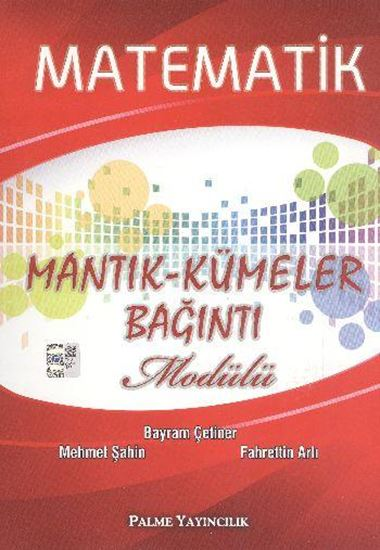 MATEMATİK
MANTIK-KÜMELER
BAĞINTI
Modülü
Bayram Çetiner
Mehmet Şahin Fahrettin Arlı
PALME YAYINCILIK